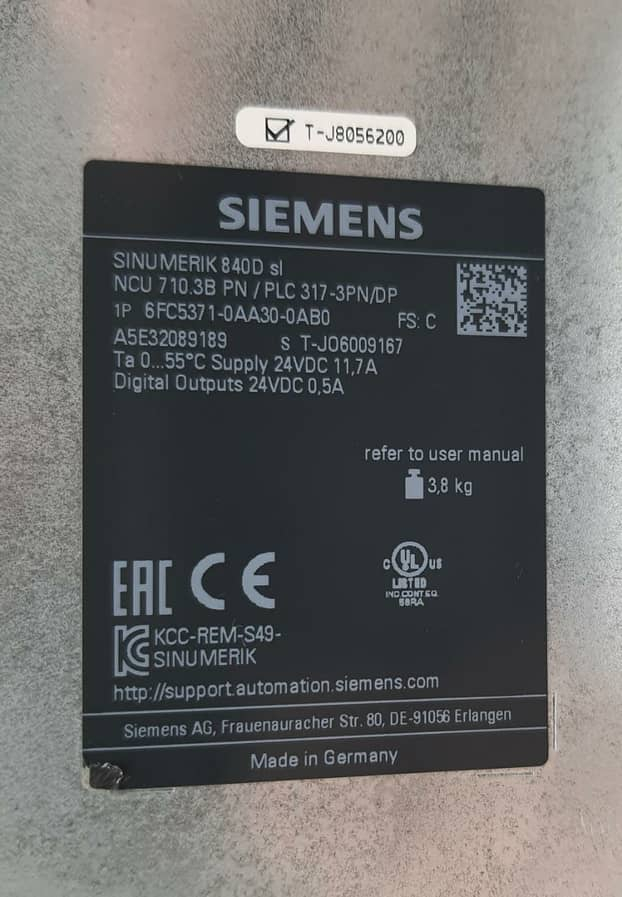 T-J8056200
SIEMENS
SINUMERIK 840D sl
NCU 710.3B PN / PLC 317-3PN/DP
1P 6FC5371-0AA30-0AB0 FS: C
A5E32089189 S T-JO6009167
Ta 0...55°C Supply 24VDC 11,7A
Digital Outputs 24VDC 0,5A
refer to user manual
3,8 kg
EAC CE
C UL US
LISTED
IND.CONT.EQ.
58RA
KCC-REM-S49-
SINUMERIK
http://support.automation.siemens.com
Siemens AG, Frauenauracher Str. 80, DE-91056 Erlangen
Made in Germany